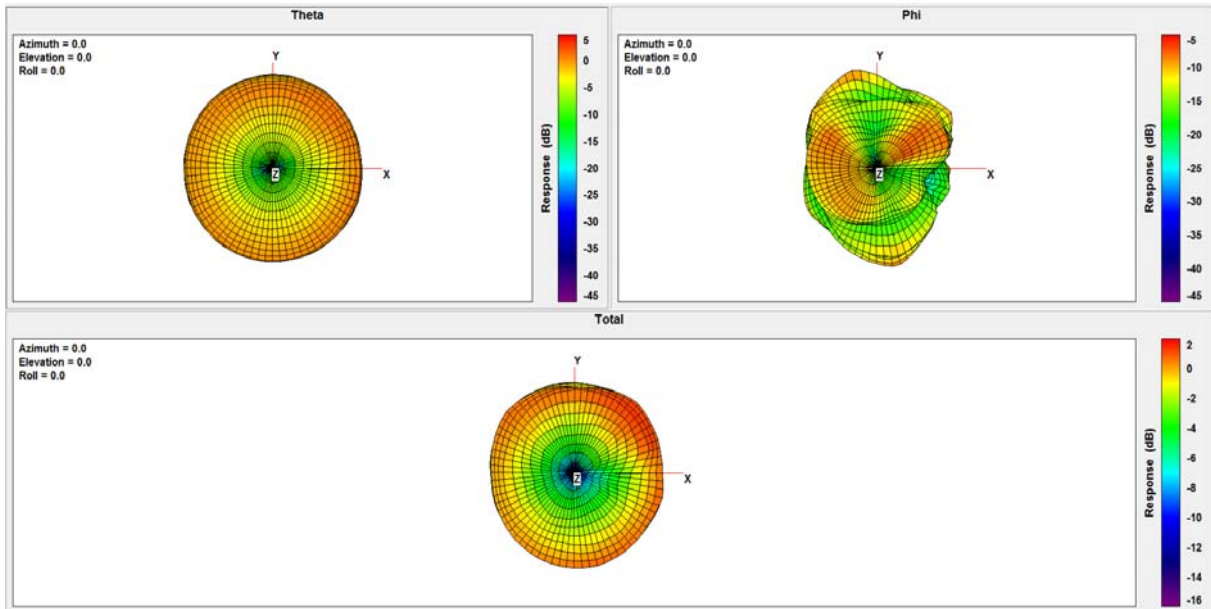 Theta
Azimuth = 0.0
Elevation = 0.0
Roll = 0.0
Y
X
Z
5
0
-5
-10
-15
-20
-25
-30
-35
-40
-45
Response (dB)
Phi
Azimuth = 0.0
Elevation = 0.0
Roll = 0.0
Y
X
Z
-5
-10
-15
-20
-25
-30
-35
-40
-45
Response (dB)
Total
Azimuth = 0.0
Elevation = 0.0
Roll = 0.0
Y
X
Z
2
0
-2
-4
-6
-8
-10
-12
-14
-16
Response (dB)